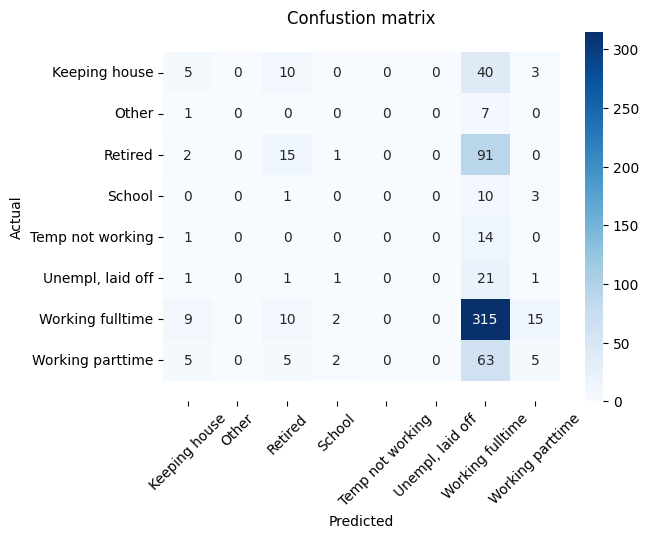 Confustion matrix
Keeping house 5 0 10 0 0 0 40 3
Other 1 0 0 0 0 0 7 0
Retired 2 0 15 1 0 0 91 0
School 0 0 1 0 0 0 10 3
Temp not working 1 0 0 0 0 0 14 0
Unempl, laid off 1 0 1 1 0 0 21 1
Working fulltime 9 0 10 2 0 0 315 15
Working parttime 5 0 5 2 0 0 63 5
Actual
Keeping house
Other
Retired
School
Temp not working
Unempl, laid off
Working fulltime
Working parttime
Predicted
300
250
200
150
100
50
0